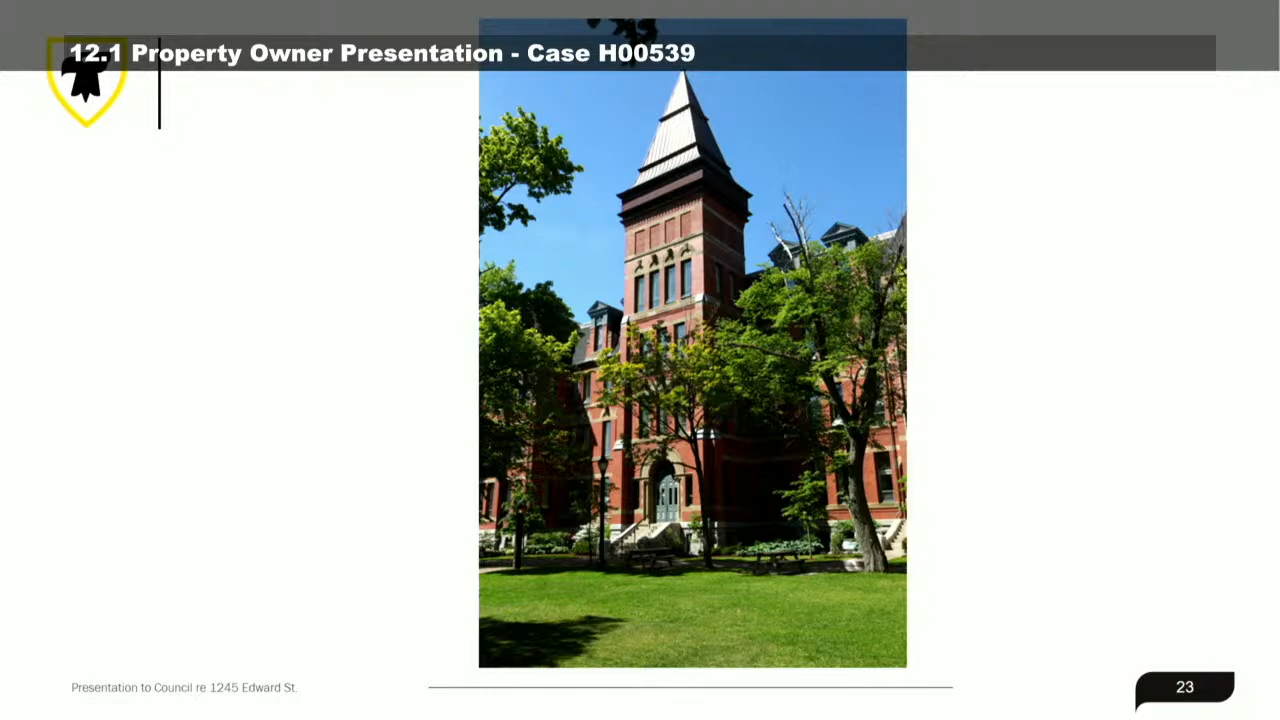 12.1 Property Owner Presentation - Case H00539
Presentation to Council re 1245 Edward St.
23